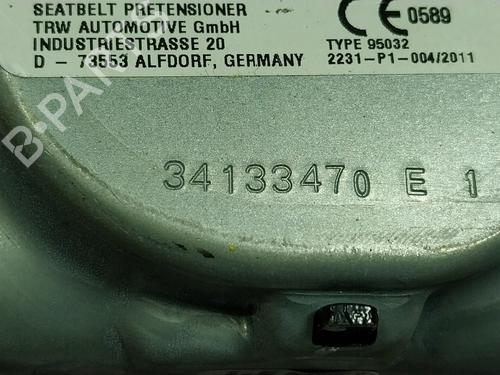 SEATBELT PRETENSIONER
TRW AUTOMOTIVE GmbH
INDUSTRIESTRASSE 20
D - 73553 ALFDORF, GERMANY
CE 0589
TYPE 95032
2231-P1-004/2011
34133470 E 1
B-PARTS